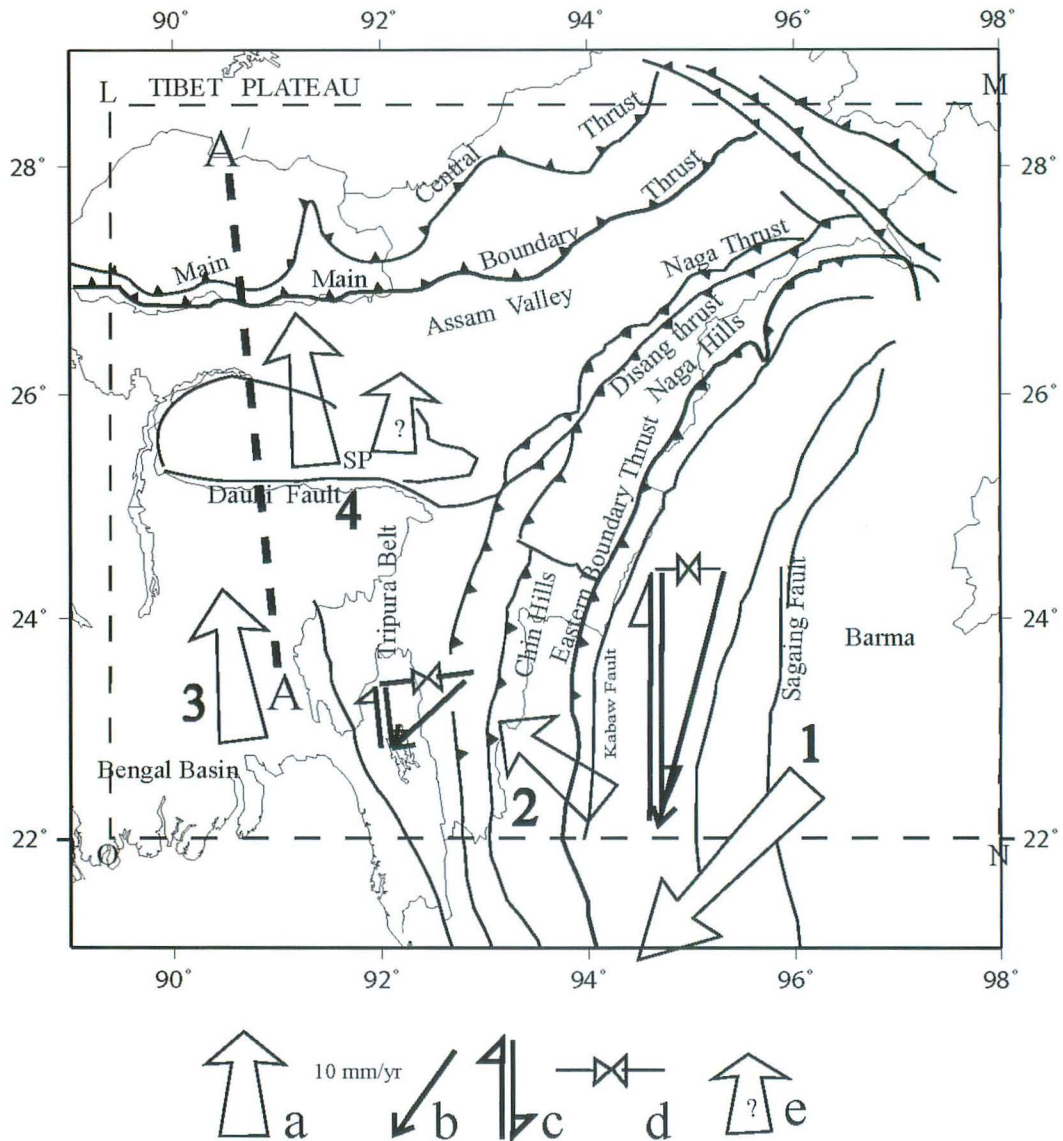 90° 92° 94° 96° 98°
L TIBET PLATEAU M
28° 28°
A
Central Thrust
Main
Main Boundary Thrust
Assam Valley
Naga Thrust
Disang thrust
Naga Hills
26° 26°
?
SP
Dauki Fault
4
Tripura Belt
Chin Hills
Eastern Boundary Thrust
Kabaw Fault
Sagaing Fault
Barma
24° 24°
3
A
1
2
Bengal Basin
22° 22°
O N
90° 92° 94° 96° 98°
a 10 mm/yr b c d ? e